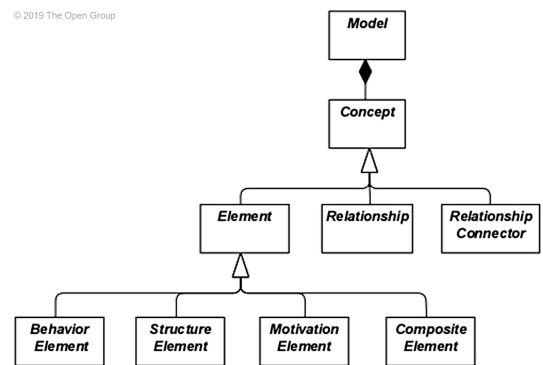 © 2019 The Open Group
Model
Concept
Element
Relationship
Relationship
Connector
Behavior
Element
Structure
Element
Motivation
Element
Composite
Element